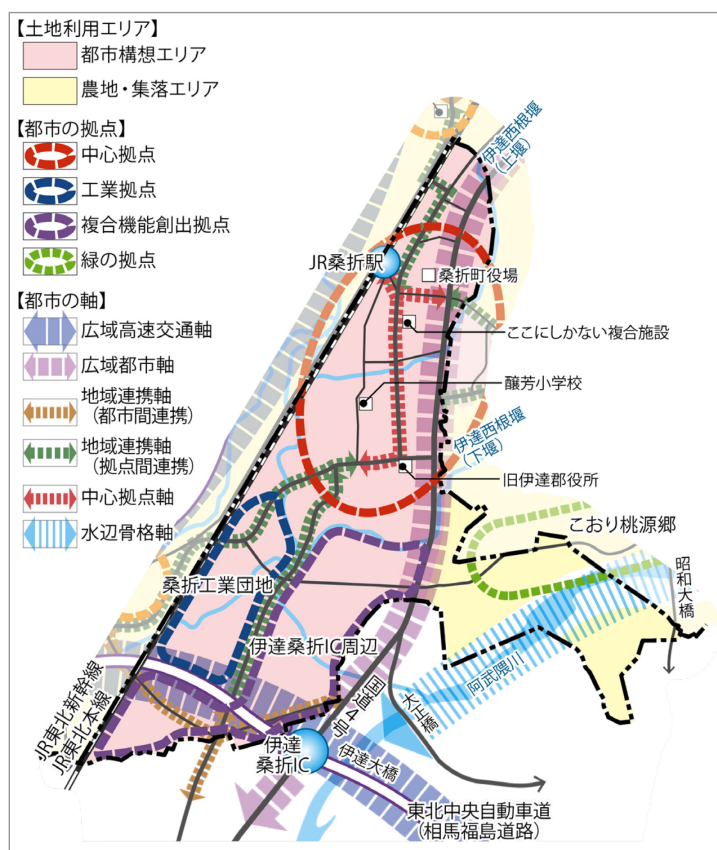 【土地利用エリア】
都市構想エリア
農地・集落エリア
【都市の拠点】
中心拠点
工業拠点
複合機能創出拠点
緑の拠点
【都市の軸】
広域高速交通軸
広域都市軸
地域連携軸
(都市間連携)
地域連携軸
(拠点間連携)
中心拠点軸
水辺骨格軸
伊達西根堰
(上堰)
JR桑折駅
桑折町役場
ここにしかない複合施設
醸芳小学校
伊達西根堰
(下堰)
旧伊達郡役所
こおり桃源郷
昭和大橋
桑折工業団地
伊達桑折IC周辺
阿武隈川
JR東北新幹線
JR東北本線
国道4号
大正橋
伊達
桑折IC
伊達大橋
東北中央自動車道
(相馬福島道路)